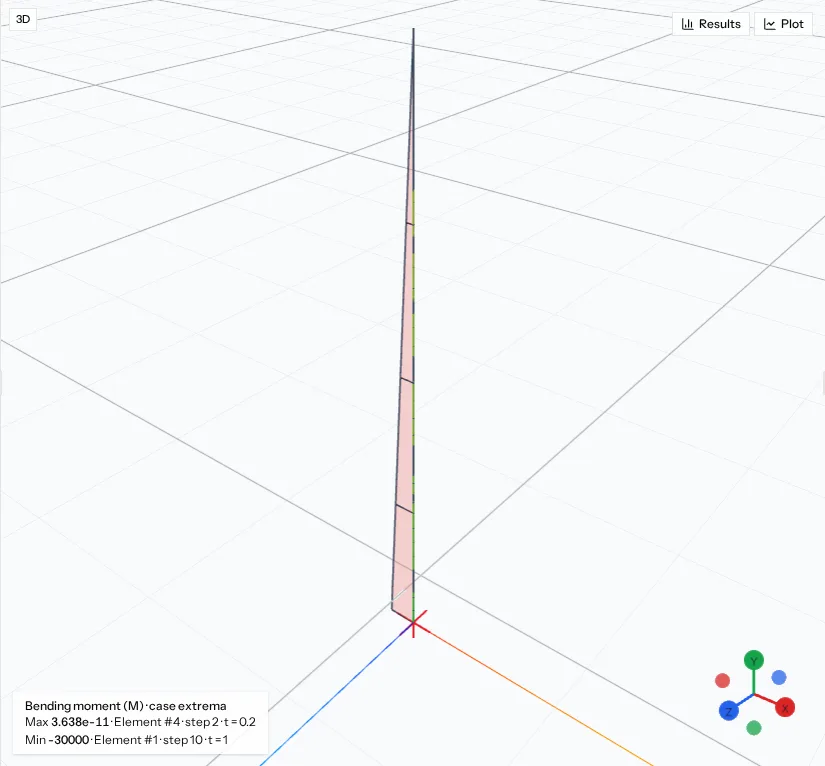 3D
Results
Plot
Bending moment (M)·case extrema
Max 3.638e-11·Element #4·step 2·t=0.2
Min -30000·Element #1·step 10·t=1
Y
Z
X